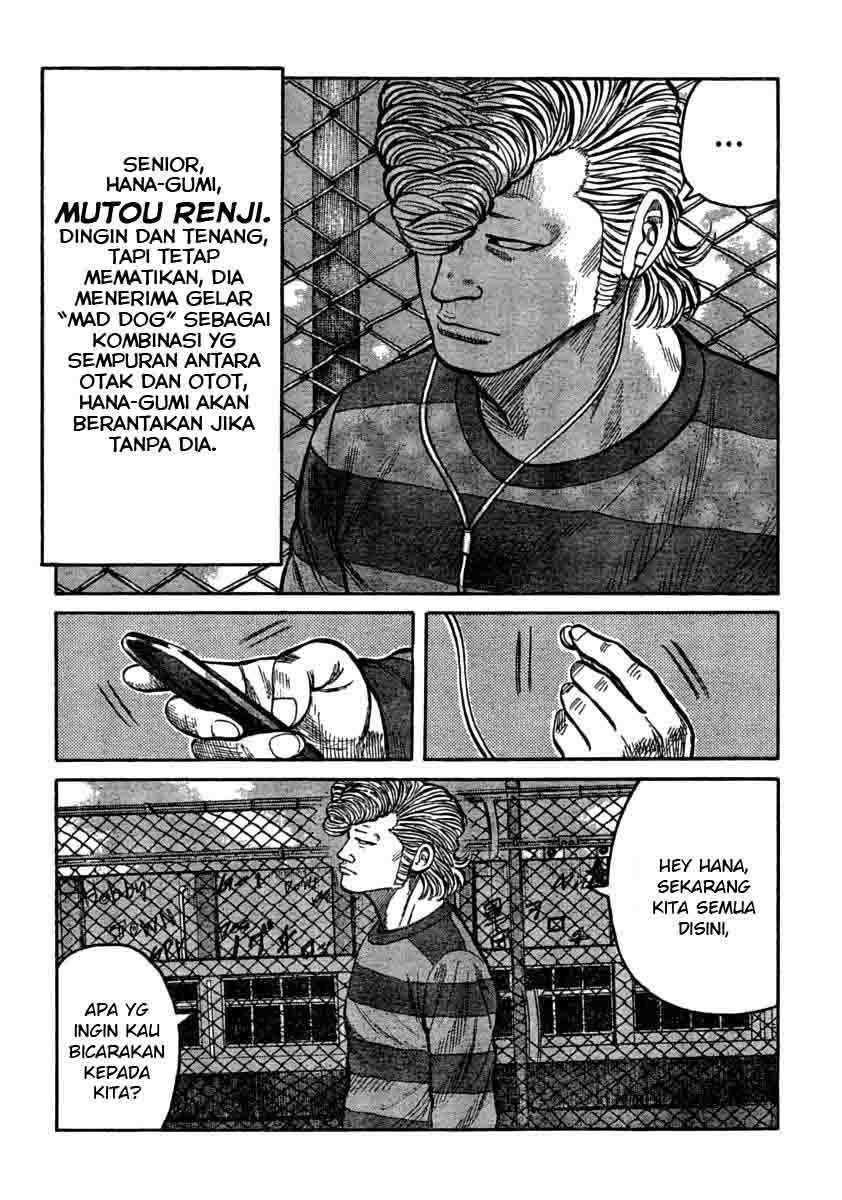 ...
SENIOR,
HANA-GUMI,
MUTOU RENJI.
DINGIN DAN TENANG,
TAPI TETAP
MEMATIKAN, DIA
MENERIMA GELAR
“MAD DOG” SEBAGAI
KOMBINASI YG
SEMPURAN ANTARA
OTAK DAN OTOT,
HANA-GUMI AKAN
BERANTAKAN JIKA
TANPA DIA.
HEY HANA,
SEKARANG
KITA SEMUA
DISINI,
APA YG
INGIN KAU
BICARAKAN
KEPADA
KITA?
DOWN